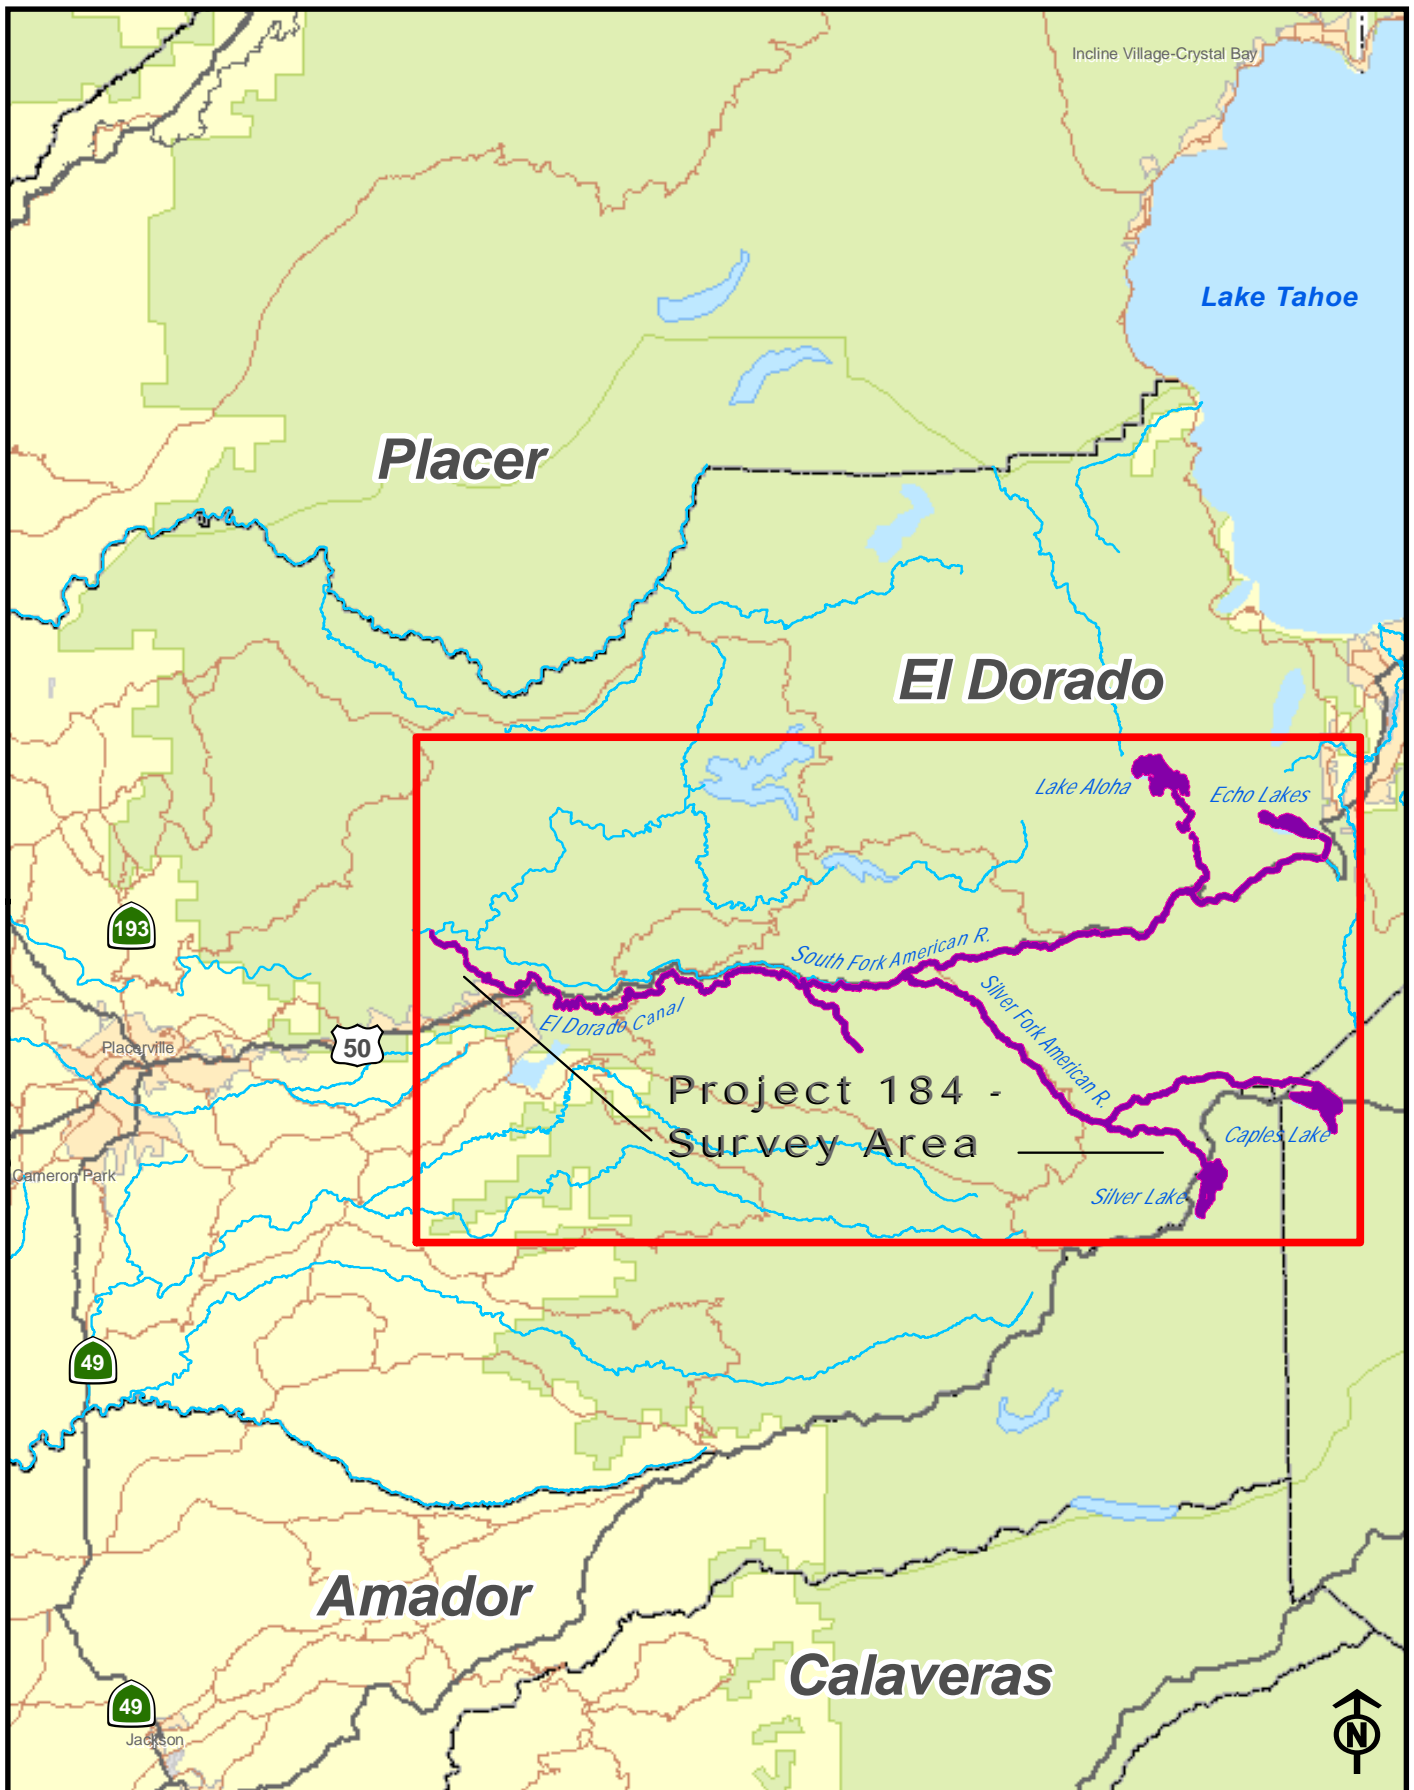 Incline Village-Crystal Bay
Lake Tahoe
Placer
El Dorado
Lake Aloha
Echo Lakes
193
South Fork American R.
Silver Fork American R.
El Dorado Canal
Placerville
50
Project 184 -
Survey Area
Caples Lake
Cameron Park
Silver Lake
49
Amador
Calaveras
49
Jackson
N